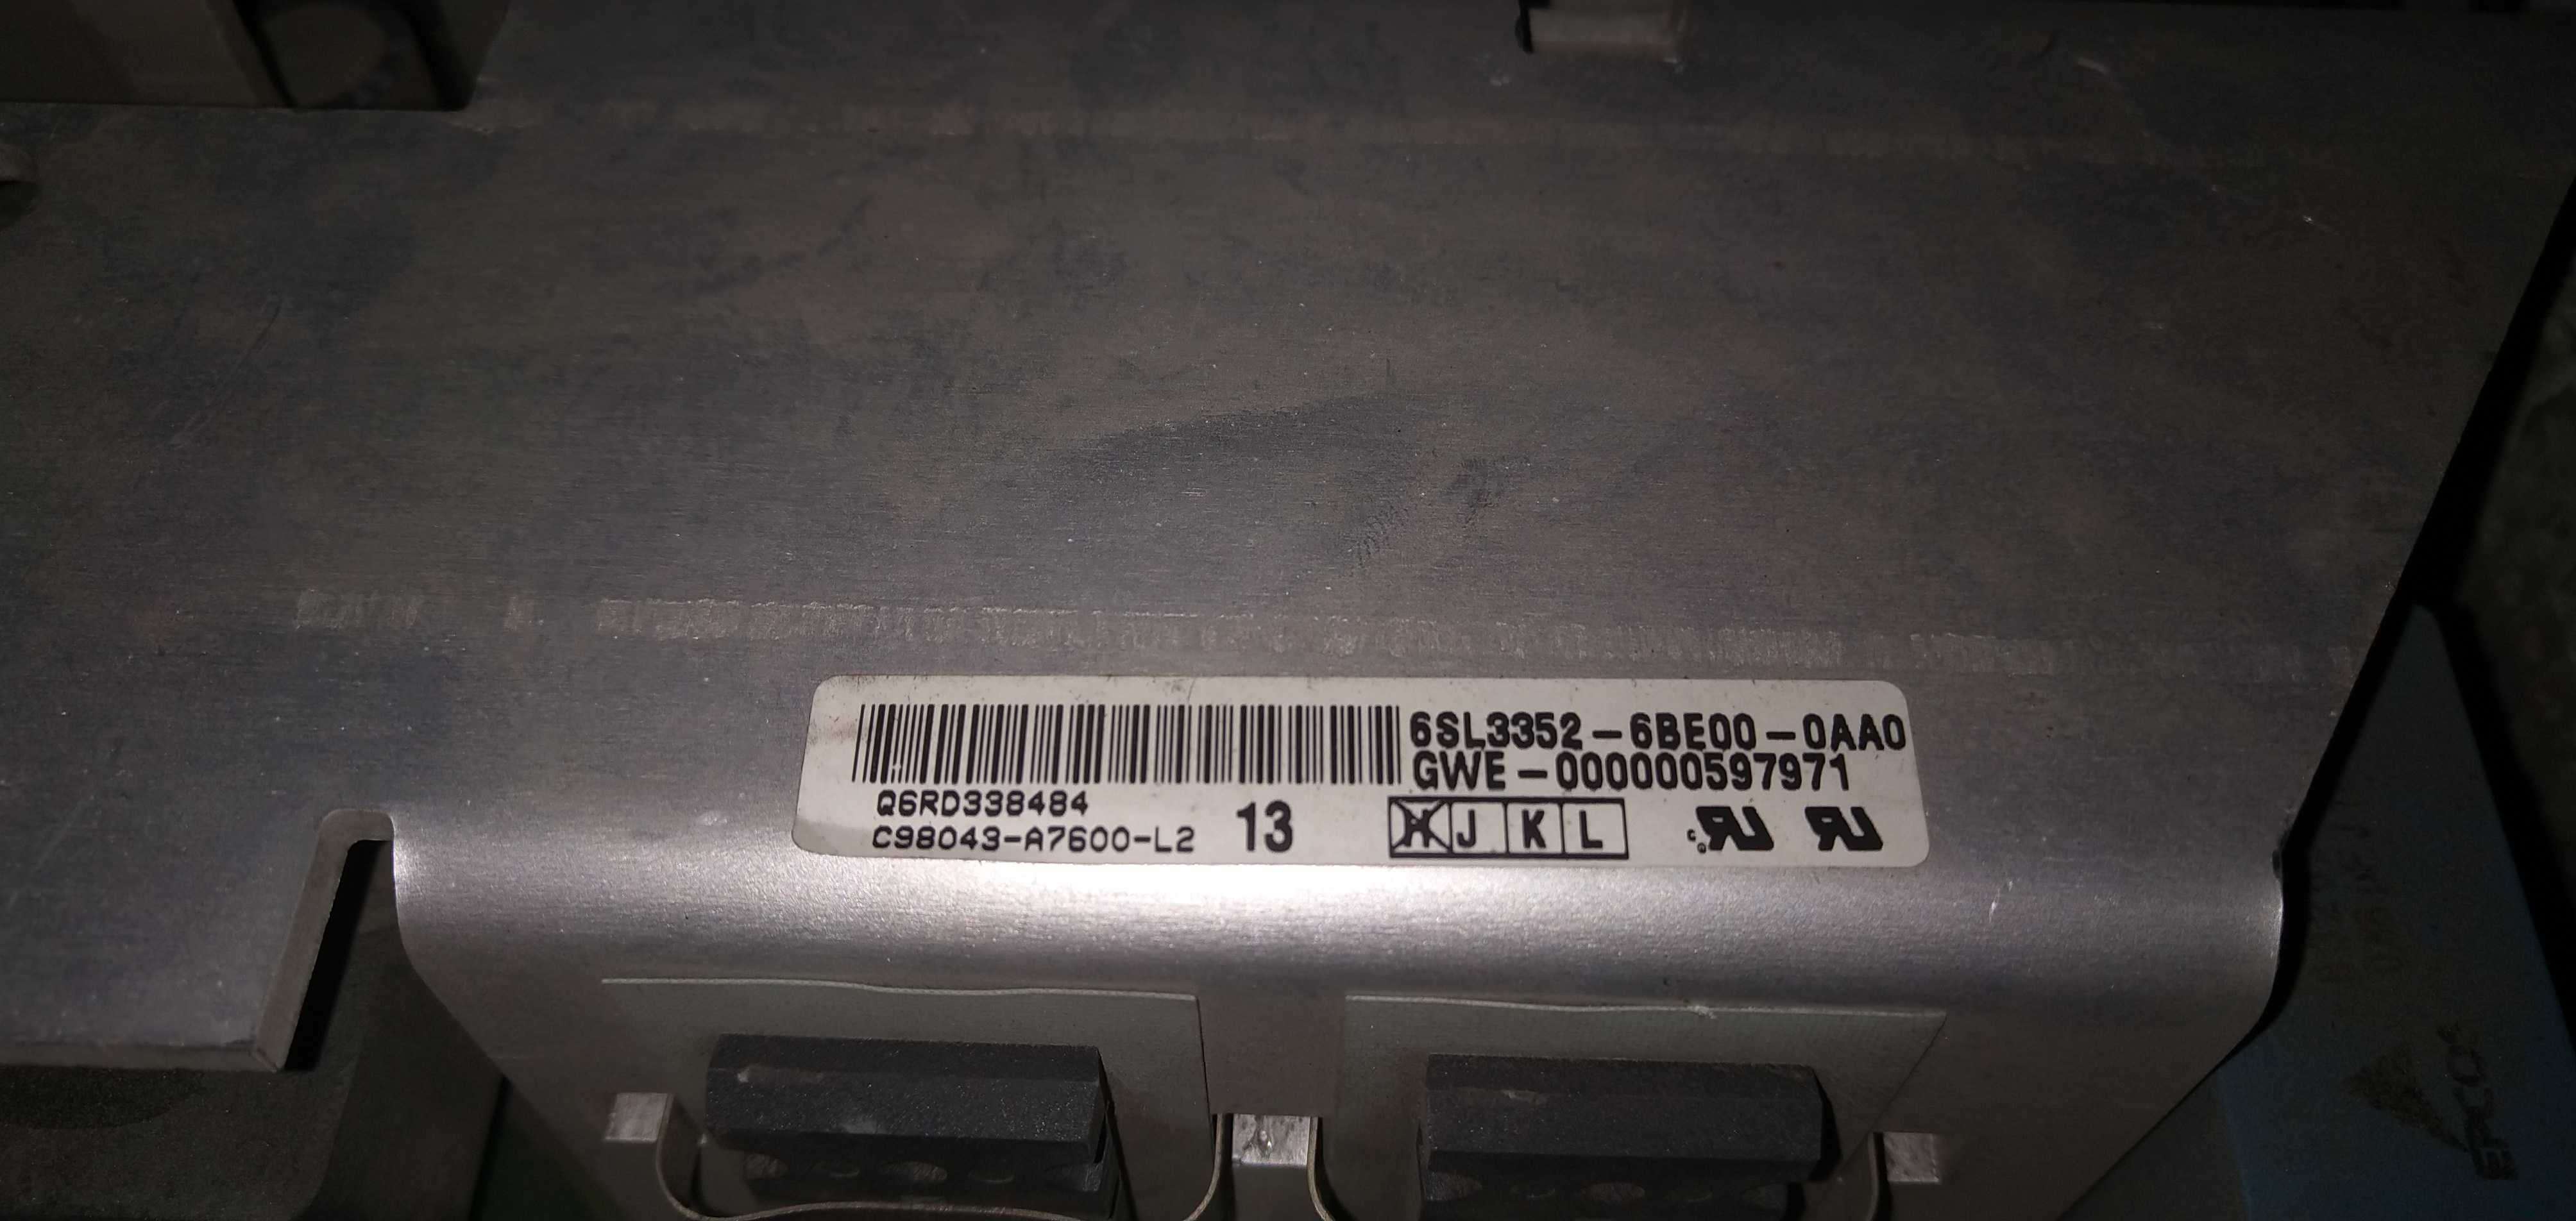 6SL3352-6BE00-0AA0
GWE-000000597971
Q6RD338484
C98043-A7600-L2
13
H J K L